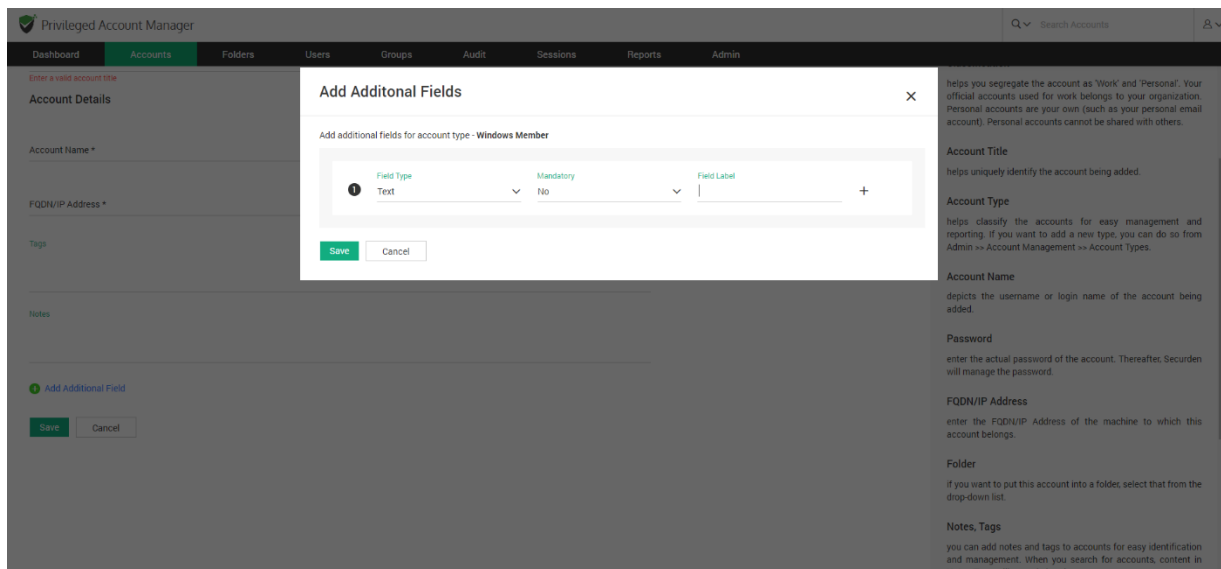 Privileged Account Manager
Search Accounts
Dashboard
Accounts
Folders
Users
Groups
Audit
Sessions
Reports
Admin
Enter a valid account title
Account Details
Account Name *
FQDN/IP Address *
Tags
Notes
Add Additional Field
Save
Cancel
Add Additonal Fields
Add additional fields for account type - Windows Member
1
Field Type
Text
Mandatory
No
Field Label
Save
Cancel
helps you segregate the account as 'Work' and 'Personal'. Your
official accounts used for work belongs to your organization.
Personal accounts are your own (such as your personal email
account). Personal accounts cannot be shared with others.
Account Title
helps uniquely identify the account being added.
Account Type
helps classify the accounts for easy management and
reporting. If you want to add a new type, you can do so from
Admin >> Account Management >> Account Types.
Account Name
depicts the username or login name of the account being
added.
Password
enter the actual password of the account. Thereafter, Securden
will manage the password.
FQDN/IP Address
enter the FQDN/IP Address of the machine to which this
account belongs.
Folder
if you want to put this account into a folder, select that from the
drop-down list.
Notes, Tags
you can add notes and tags to accounts for easy identification
and management. When you search for accounts, content in